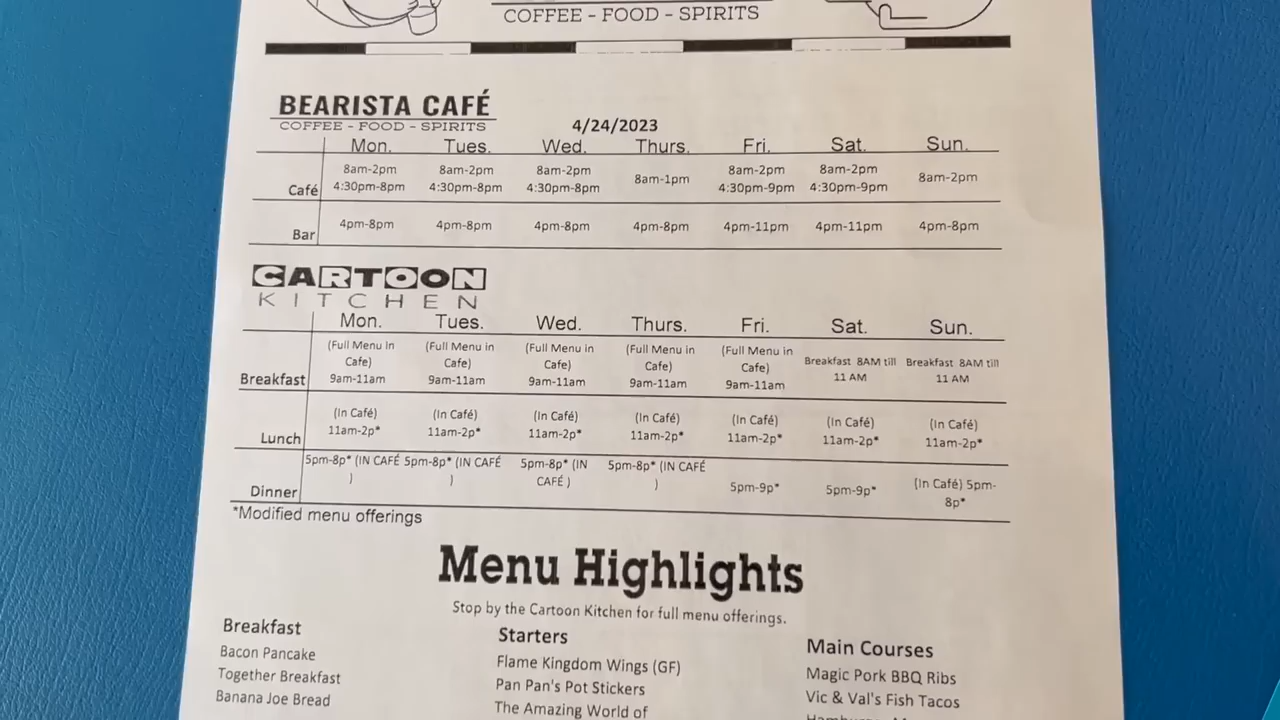 COFFEE - FOOD - SPIRITS
BEARISTA CAFÉ
COFFEE - FOOD - SPIRITS
4/24/2023
Mon. Tues. Wed. Thurs. Fri. Sat. Sun.
8am-2pm 8am-2pm 8am-2pm 8am-2pm 8am-2pm
Café 4:30pm-8pm 4:30pm-8pm 4:30pm-8pm 8am-1pm 4:30pm-9pm 4:30pm-9pm 8am-2pm
Bar 4pm-8pm 4pm-8pm 4pm-8pm 4pm-8pm 4pm-11pm 4pm-11pm 4pm-8pm
CARTOON
KITCHEN
Mon. Tues. Wed. Thurs. Fri. Sat. Sun.
(Full Menu in (Full Menu in (Full Menu in (Full Menu in (Full Menu in
Cafe) Cafe) Cafe) Cafe) Cafe) Breakfast 8AM till Breakfast 8AM till
Breakfast 9am-11am 9am-11am 9am-11am 9am-11am 9am-11am 11 AM 11 AM
(In Café) (In Café) (In Café) (In Café) (In Café) (In Café) (In Café)
Lunch 11am-2p* 11am-2p* 11am-2p* 11am-2p* 11am-2p* 11am-2p* 11am-2p*
5pm-8p* (IN CAFÉ 5pm-8p* (IN CAFÉ 5pm-8p* (IN 5pm-8p* (IN CAFÉ
) ) CAFÉ ) ) 5pm-9p* 5pm-9p* (In Café) 5pm-
Dinner 8p*
*Modified menu offerings
Menu Highlights
Stop by the Cartoon Kitchen for full menu offerings.
Breakfast
Bacon Pancake
Together Breakfast
Banana Joe Bread
Starters
Flame Kingdom Wings (GF)
Pan Pan's Pot Stickers
The Amazing World of
Main Courses
Magic Pork BBQ Ribs
Vic & Val's Fish Tacos